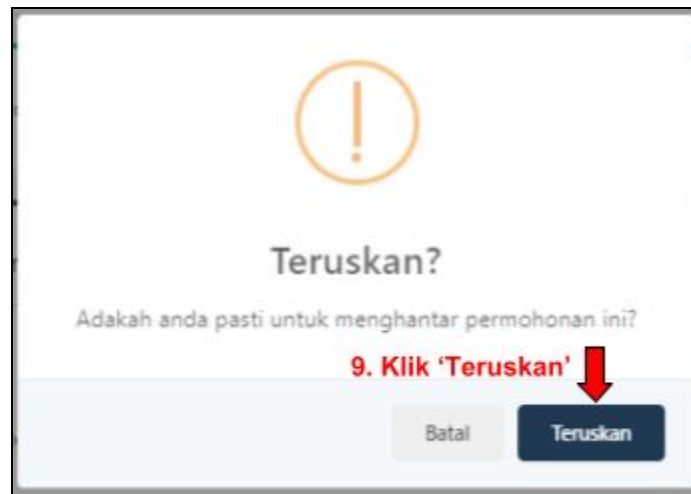 Teruskan?
Adakah anda pasti untuk menghantar permohonan ini?
9. Klik ‘Teruskan’
Batal
Teruskan